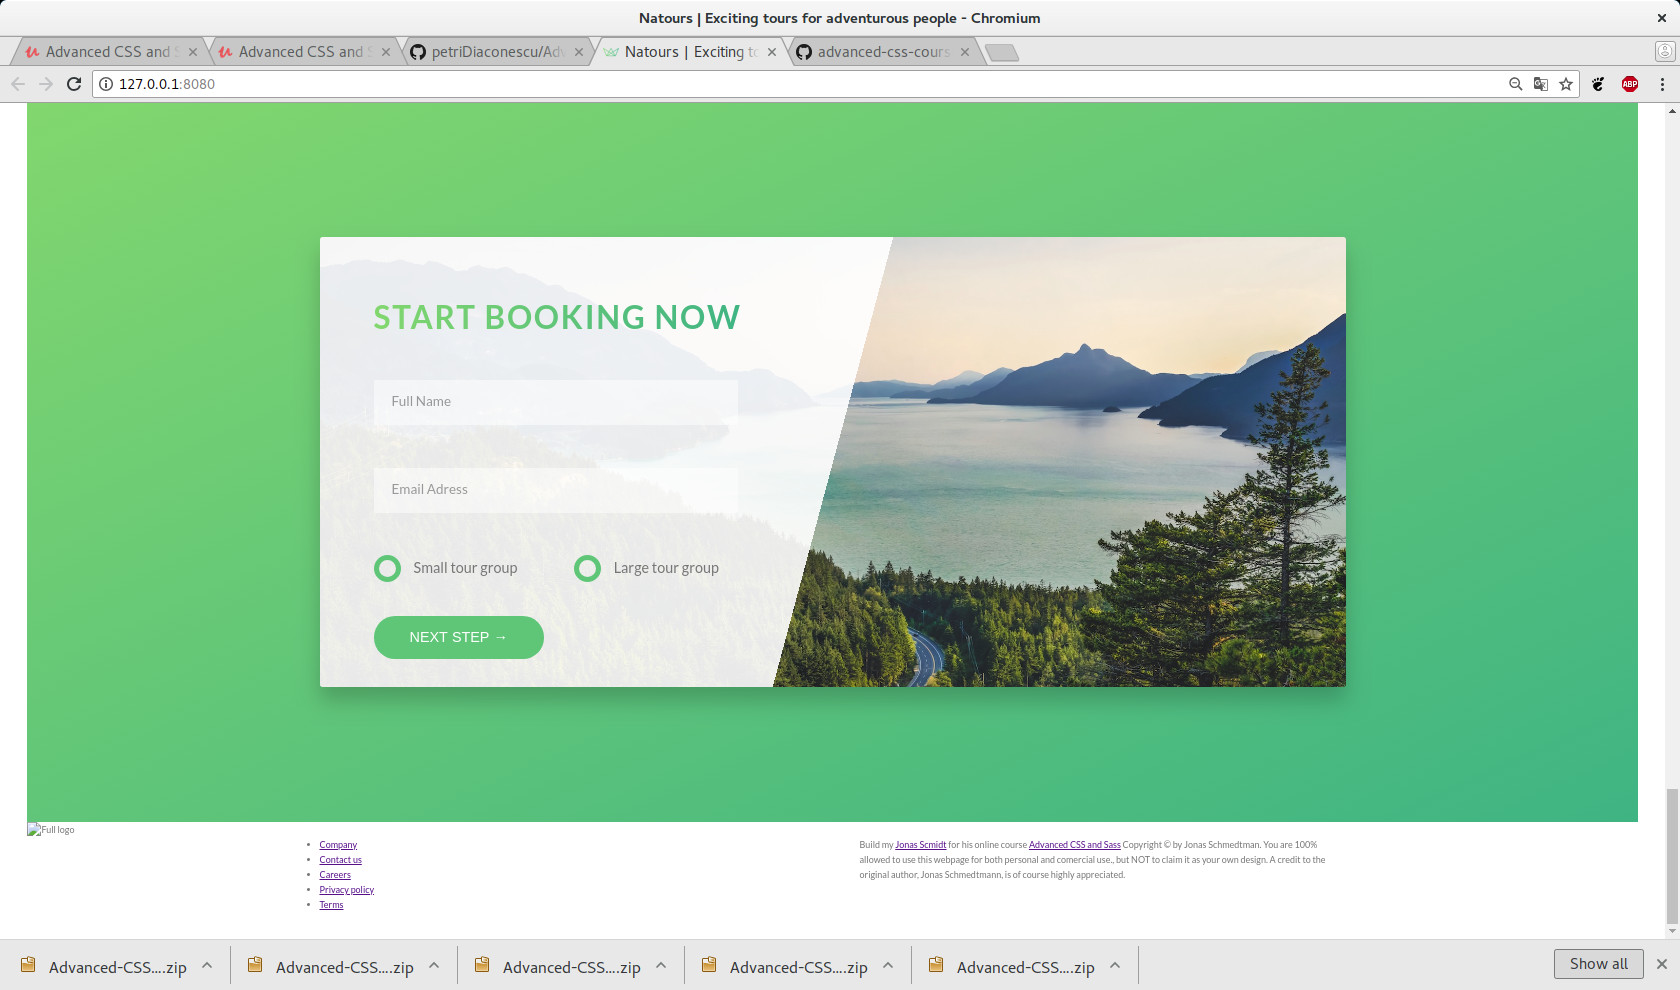 Natours | Exciting tours for adventurous people - Chromium
Advanced CSS and S
Advanced CSS and S
petriDiaconescu/Adv
Natours | Exciting to
advanced-css-cours
127.0.0.1:8080
ABP
START BOOKING NOW
Full Name
Email Adress
Small tour group
Large tour group
NEXT STEP →
Full logo
Company
Contact us
Careers
Privacy policy
Terms
Build my Jonas Scmidt for his online course Advanced CSS and Sass Copyright © by Jonas Schmedtman. You are 100%
allowed to use this webpage for both personal and comercial use., but NOT to claim it as your own design. A credit to the
original author, Jonas Schmedtmann, is of course highly appreciated.
Advanced-CSS....zip
Advanced-CSS....zip
Advanced-CSS....zip
Advanced-CSS....zip
Advanced-CSS....zip
Show all